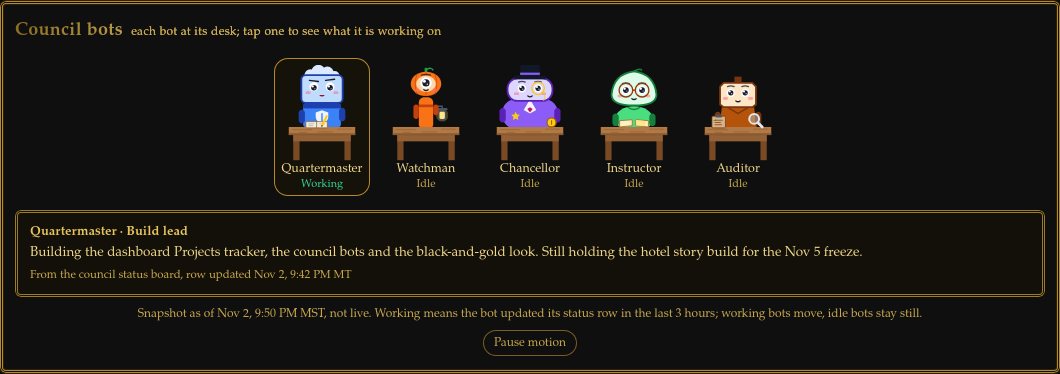 Council bots each bot at its desk; tap one to see what it is working on
Quartermaster Watchman Chancellor Instructor Auditor
Working Idle Idle Idle Idle
Quartermaster · Build lead
Building the dashboard Projects tracker, the council bots and the black-and-gold look. Still holding the hotel story build for the Nov 5 freeze.
From the council status board, row updated Nov 2, 9:42 PM MT
Snapshot as of Nov 2, 9:50 PM MST, not live. Working means the bot updated its status row in the last 3 hours; working bots move, idle bots stay still.
Pause motion